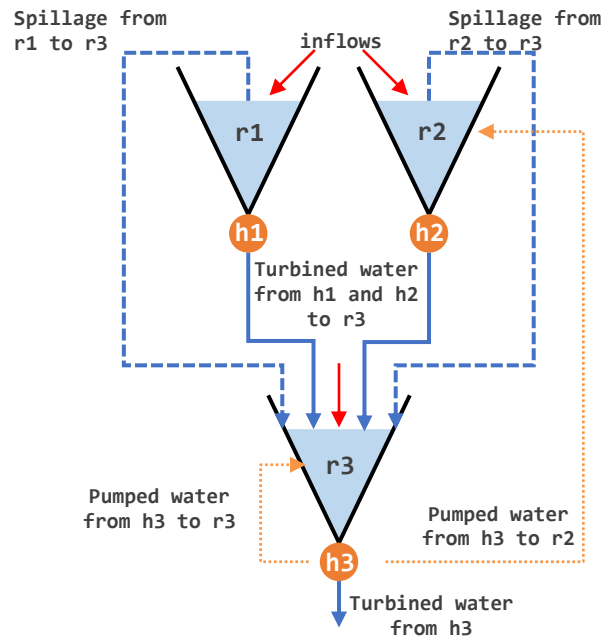 Spillage from
r1 to r3
inflows
Spillage from
r2 to r3
r1
r2
h1
h2
Turbined water
from h1 and h2
to r3
r3
Pumped water
from h3 to r3
Pumped water
from h3 to r2
h3
Turbined water
from h3